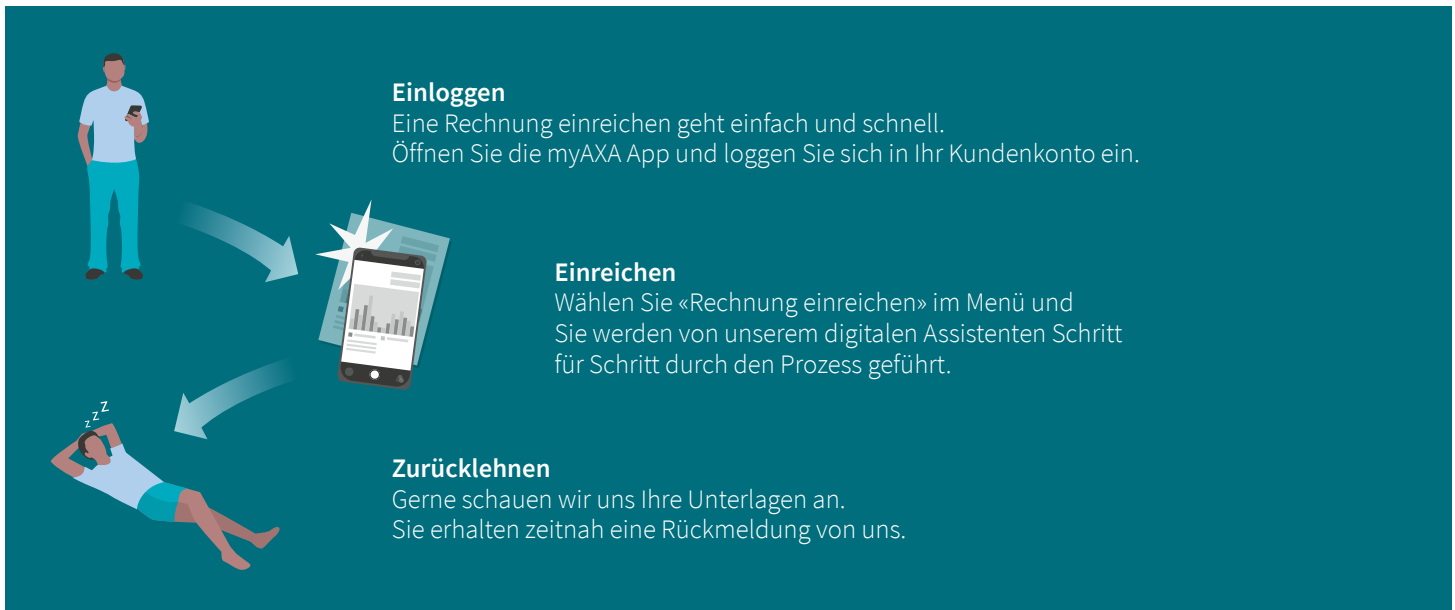 Einloggen
Eine Rechnung einreichen geht einfach und schnell.
Öffnen Sie die myAXA App und loggen Sie sich in Ihr Kundenkonto ein.
Einreichen
Wählen Sie «Rechnung einreichen» im Menü und
Sie werden von unserem digitalen Assistenten Schritt
für Schritt durch den Prozess geführt.
z z z
Zurücklehnen
Gerne schauen wir uns Ihre Unterlagen an.
Sie erhalten zeitnah eine Rückmeldung von uns.